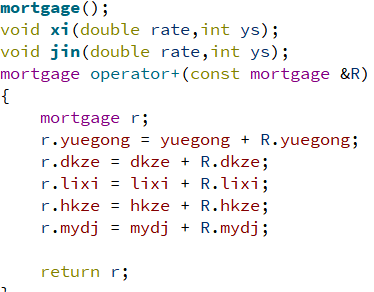 mortgage();
void xi(double rate,int ys);
void jin(double rate,int ys);
mortgage operator+(const mortgage &R)
{
    mortgage r;
    r.yuegong = yuegong + R.yuegong;
    r.dkze = dkze + R.dkze;
    r.lixi = lixi + R.lixi;
    r.hkze = hkze + R.hkze;
    r.mydj = mydj + R.mydj;

    return r;
}